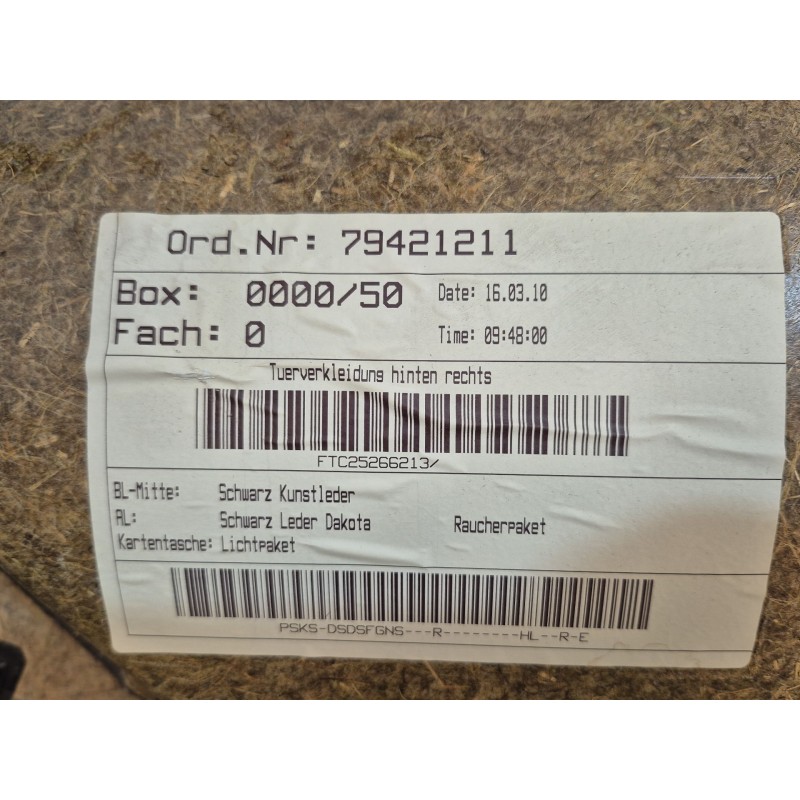 Ord.Nr: 79421211
Box: 0000/50 Date: 16.03.10
Fach: 0 Time: 09:48:00
Tuerverkleidung hinten rechts
FTC25266213/
BL-Mitte: Schwarz Kunstleder
AL: Schwarz Leder Dakota Raucherpaket
Kartentasche: Lichtpaket
PSKS-DSDSFGNS---R--------HL--R-E